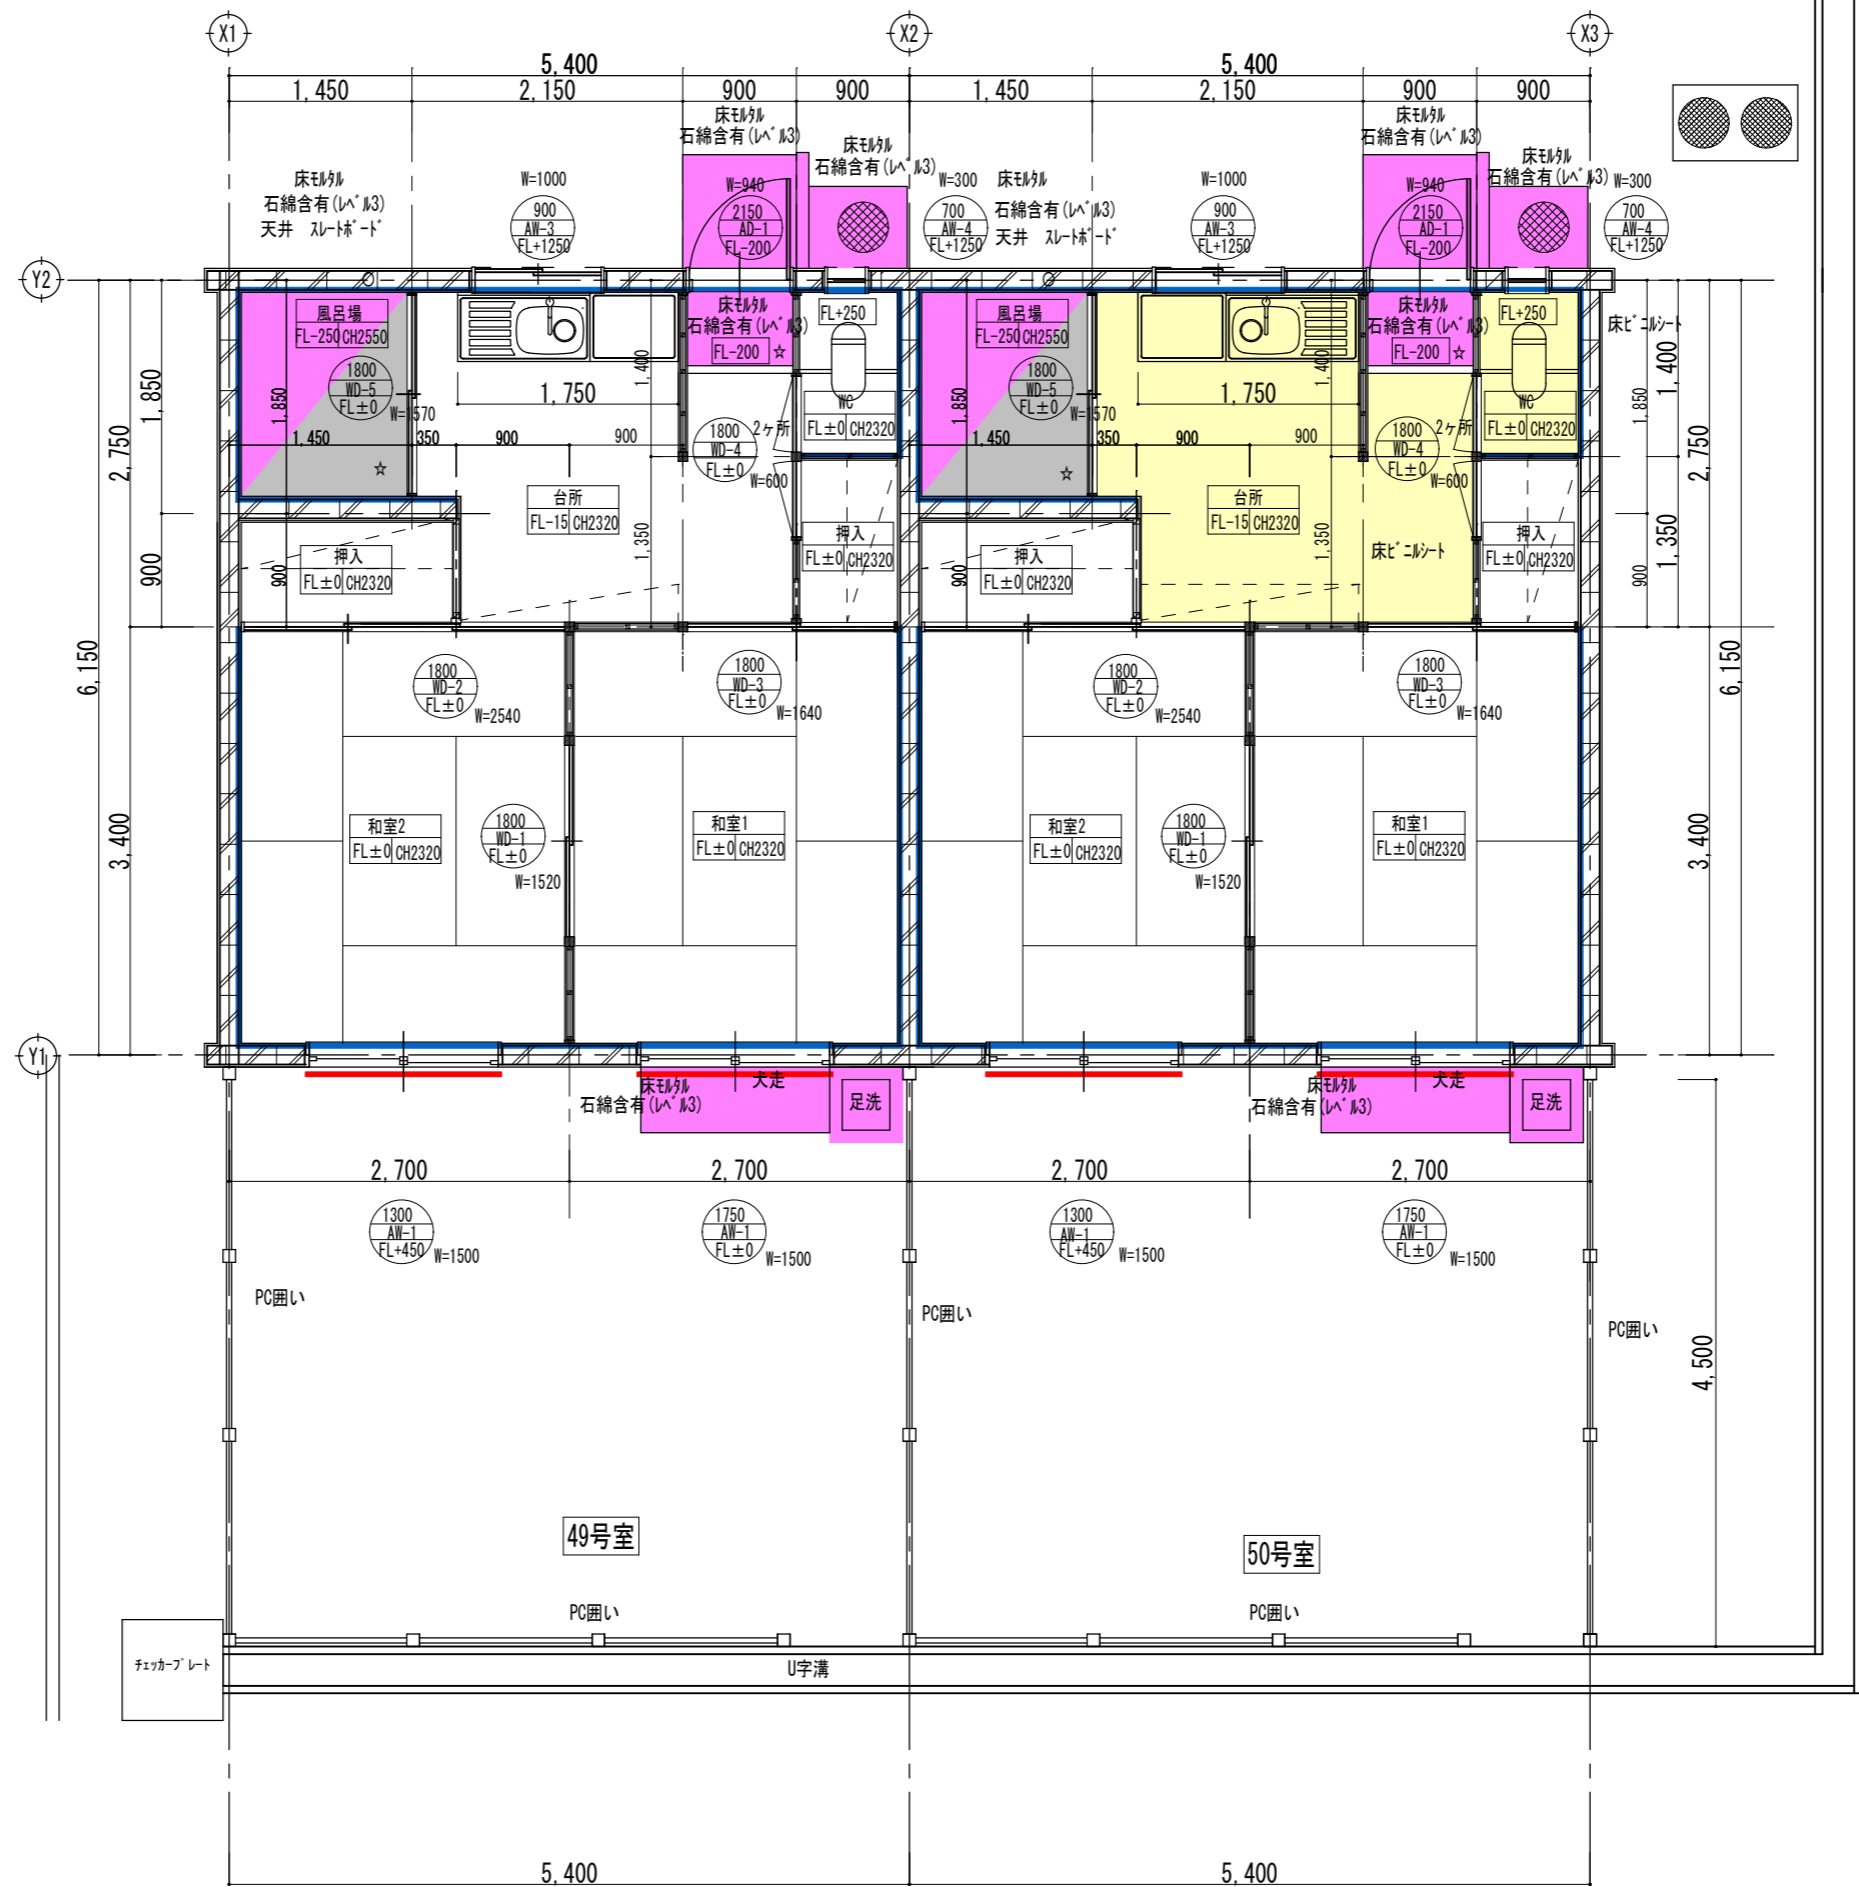 X1
X2
X3
5,400
5,400
1,450
2,150
900
900
1,450
2,150
900
900
床ﾓﾙﾀﾙ
石綿含有(ﾚﾍﾞﾙ3)
床ﾓﾙﾀﾙ
石綿含有(ﾚﾍﾞﾙ3)
床ﾓﾙﾀﾙ
石綿含有(ﾚﾍﾞﾙ3)
床ﾓﾙﾀﾙ
石綿含有(ﾚﾍﾞﾙ3)
床ﾓﾙﾀﾙ
石綿含有(ﾚﾍﾞﾙ3)
天井 ｽﾚｰﾄﾎﾞｰﾄﾞ
W=1000
900
AW-3
FL+1250
W=940
2150
AD-1
FL-200
W=300
700
AW-4
FL+1250
床ﾓﾙﾀﾙ
石綿含有(ﾚﾍﾞﾙ3)
天井 ｽﾚｰﾄﾎﾞｰﾄﾞ
W=1000
900
AW-3
FL+1250
W=940
2150
AD-1
FL-200
W=300
700
AW-4
FL+1250
Y2
風呂場
FL-250 CH2550
1800
WD-5
FL±0
W=1570
☆
床ﾓﾙﾀﾙ
石綿含有(ﾚﾍﾞﾙ3)
FL-200 ☆
FL+250
WC
FL±0 CH2320
1,400
1,750
1,850
1,450
350
900
900
1800
WD-4
FL±0
2ヶ所
W=600
台所
FL-15 CH2320
1,350
押入
FL±0 CH2320
押入
FL±0 CH2320
900
風呂場
FL-250 CH2550
1800
WD-5
FL±0
W=1570
☆
床ﾓﾙﾀﾙ
石綿含有(ﾚﾍﾞﾙ3)
FL-200 ☆
FL+250
WC
FL±0 CH2320
床ﾋﾞﾆﾙｼｰﾄ
1,400
1,750
1,850
1,450
350
900
900
1800
WD-4
FL±0
2ヶ所
W=600
台所
FL-15 CH2320
1,350
床ﾋﾞﾆﾙｼｰﾄ
押入
FL±0 CH2320
押入
FL±0 CH2320
900
1,850
2,750
900
6,150
3,400
1,400
1,850
2,750
1,350
900
6,150
3,400
1800
WD-2
FL±0
W=2540
1800
WD-3
FL±0
W=1640
1800
WD-2
FL±0
W=2540
1800
WD-3
FL±0
W=1640
和室2
FL±0 CH2320
1800
WD-1
FL±0
W=1520
和室1
FL±0 CH2320
和室2
FL±0 CH2320
1800
WD-1
FL±0
W=1520
和室1
FL±0 CH2320
Y1
床ﾓﾙﾀﾙ
石綿含有(ﾚﾍﾞﾙ3)
犬走
足洗
床ﾓﾙﾀﾙ
石綿含有(ﾚﾍﾞﾙ3)
犬走
足洗
2,700
2,700
2,700
2,700
1300
AW-1
FL+450
W=1500
1750
AW-1
FL±0
W=1500
1300
AW-1
FL+450
W=1500
1750
AW-1
FL±0
W=1500
PC囲い
PC囲い
PC囲い
4,500
49号室
50号室
PC囲い
PC囲い
ﾁｪｯｶｰﾌﾟﾚｰﾄ
U字溝
5,400
5,400